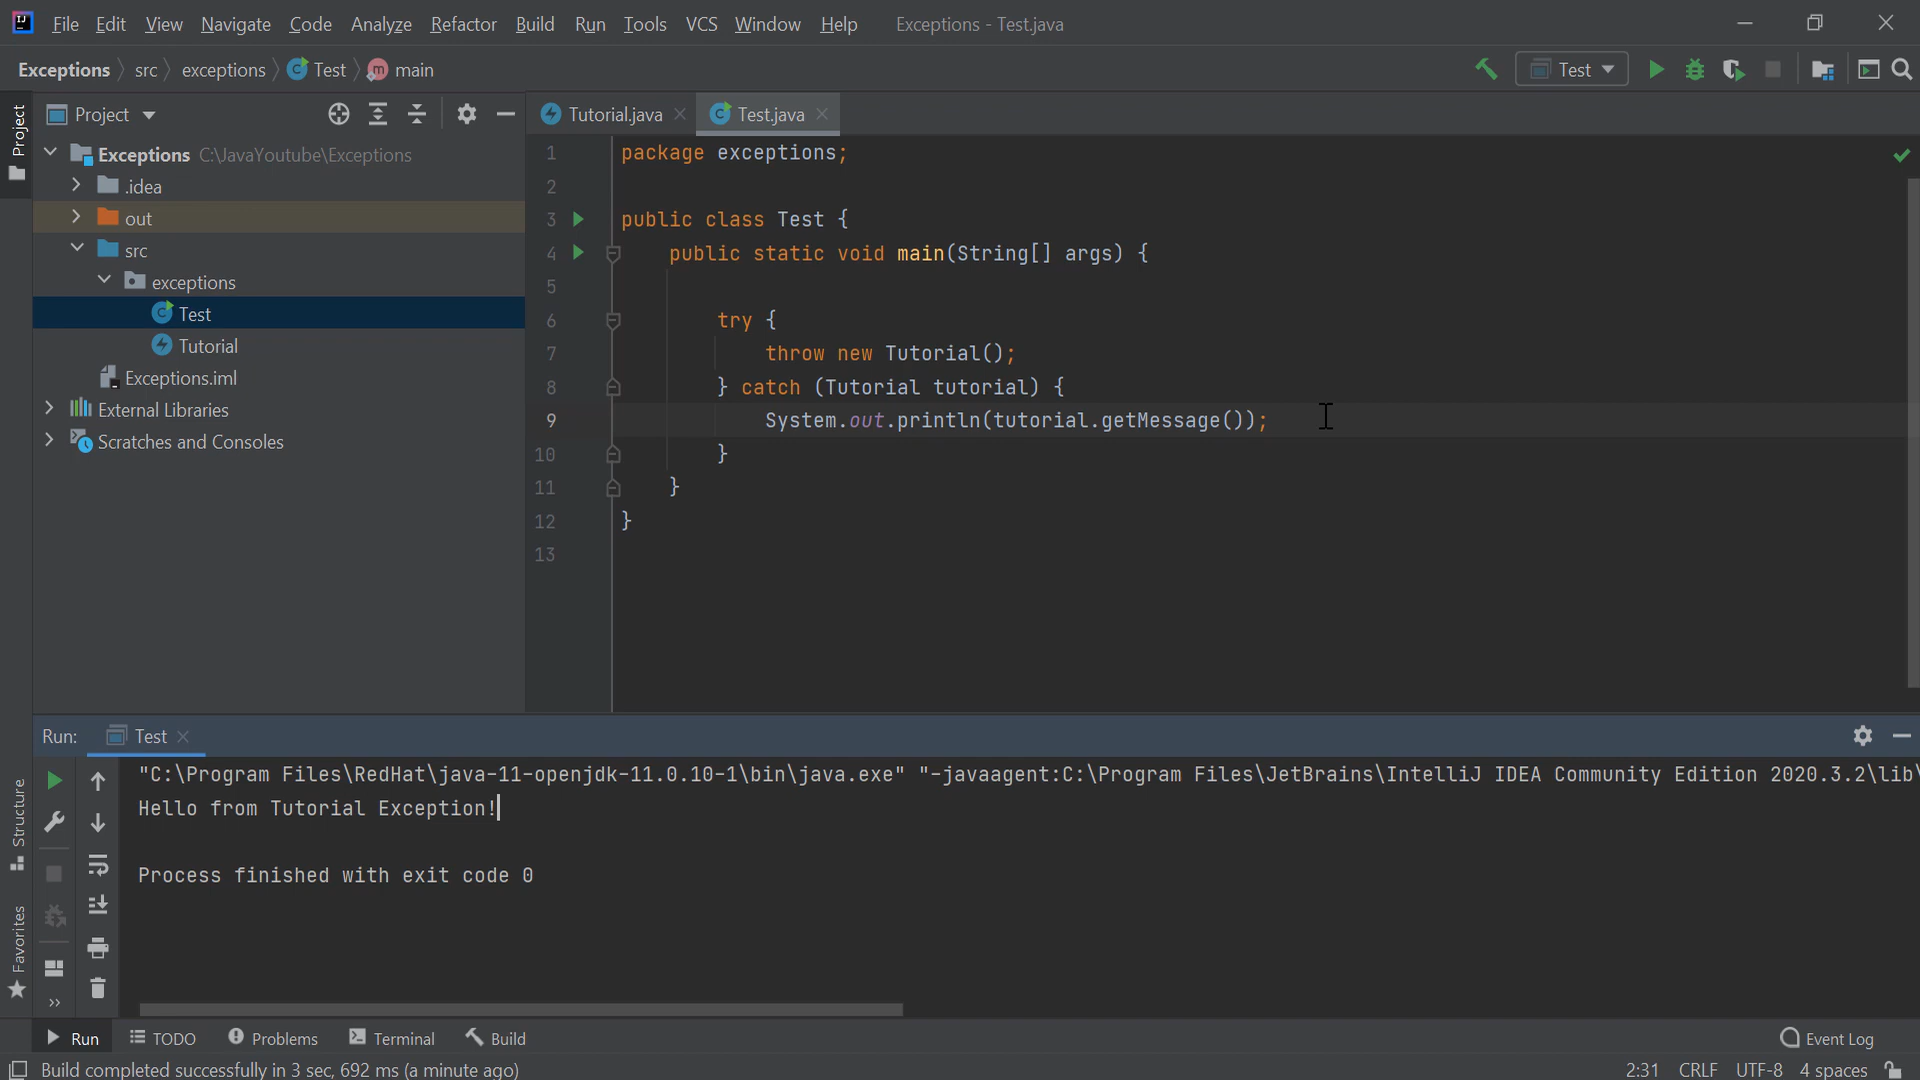 File Edit View Navigate Code Analyze Refactor Build Run Tools VCS Window Help Exceptions - Test.java
Exceptions src exceptions Test main
Test
Project
Project
Tutorial.java
Test.java
Exceptions C:\JavaYoutube\Exceptions
.idea
out
src
exceptions
Test
Tutorial
Exceptions.iml
External Libraries
Scratches and Consoles
1 package exceptions;
2
3 public class Test {
4 public static void main(String[] args) {
5
6 try {
7 throw new Tutorial();
8 } catch (Tutorial tutorial) {
9 System.out.println(tutorial.getMessage());
10 }
11 }
12 }
13
Run: Test
"C:\Program Files\RedHat\java-11-openjdk-11.0.10-1\bin\java.exe" "-javaagent:C:\Program Files\JetBrains\IntelliJ IDEA Community Edition 2020.3.2\lib\
Hello from Tutorial Exception!
Process finished with exit code 0
Structure
Favorites
Run TODO Problems Terminal Build Event Log
Build completed successfully in 3 sec, 692 ms (a minute ago) 2:31 CRLF UTF-8 4 spaces